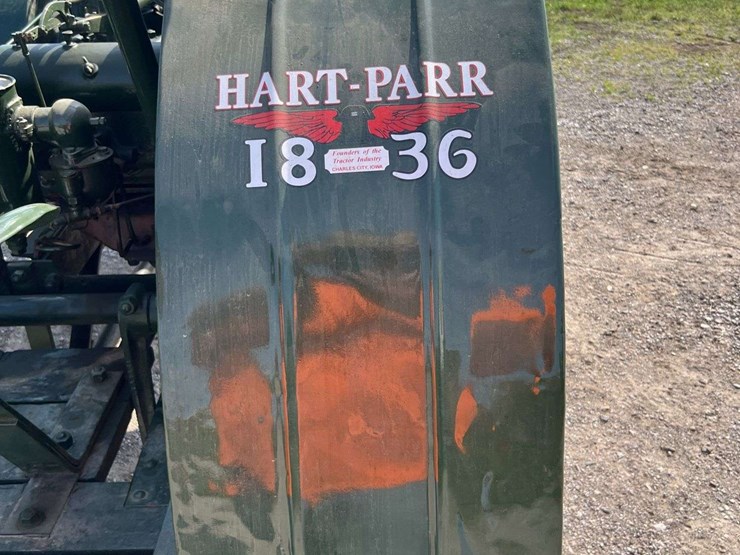 HART-PARR
18 36
Founders of the
Tractor Industry
CHARLES CITY, IOWA